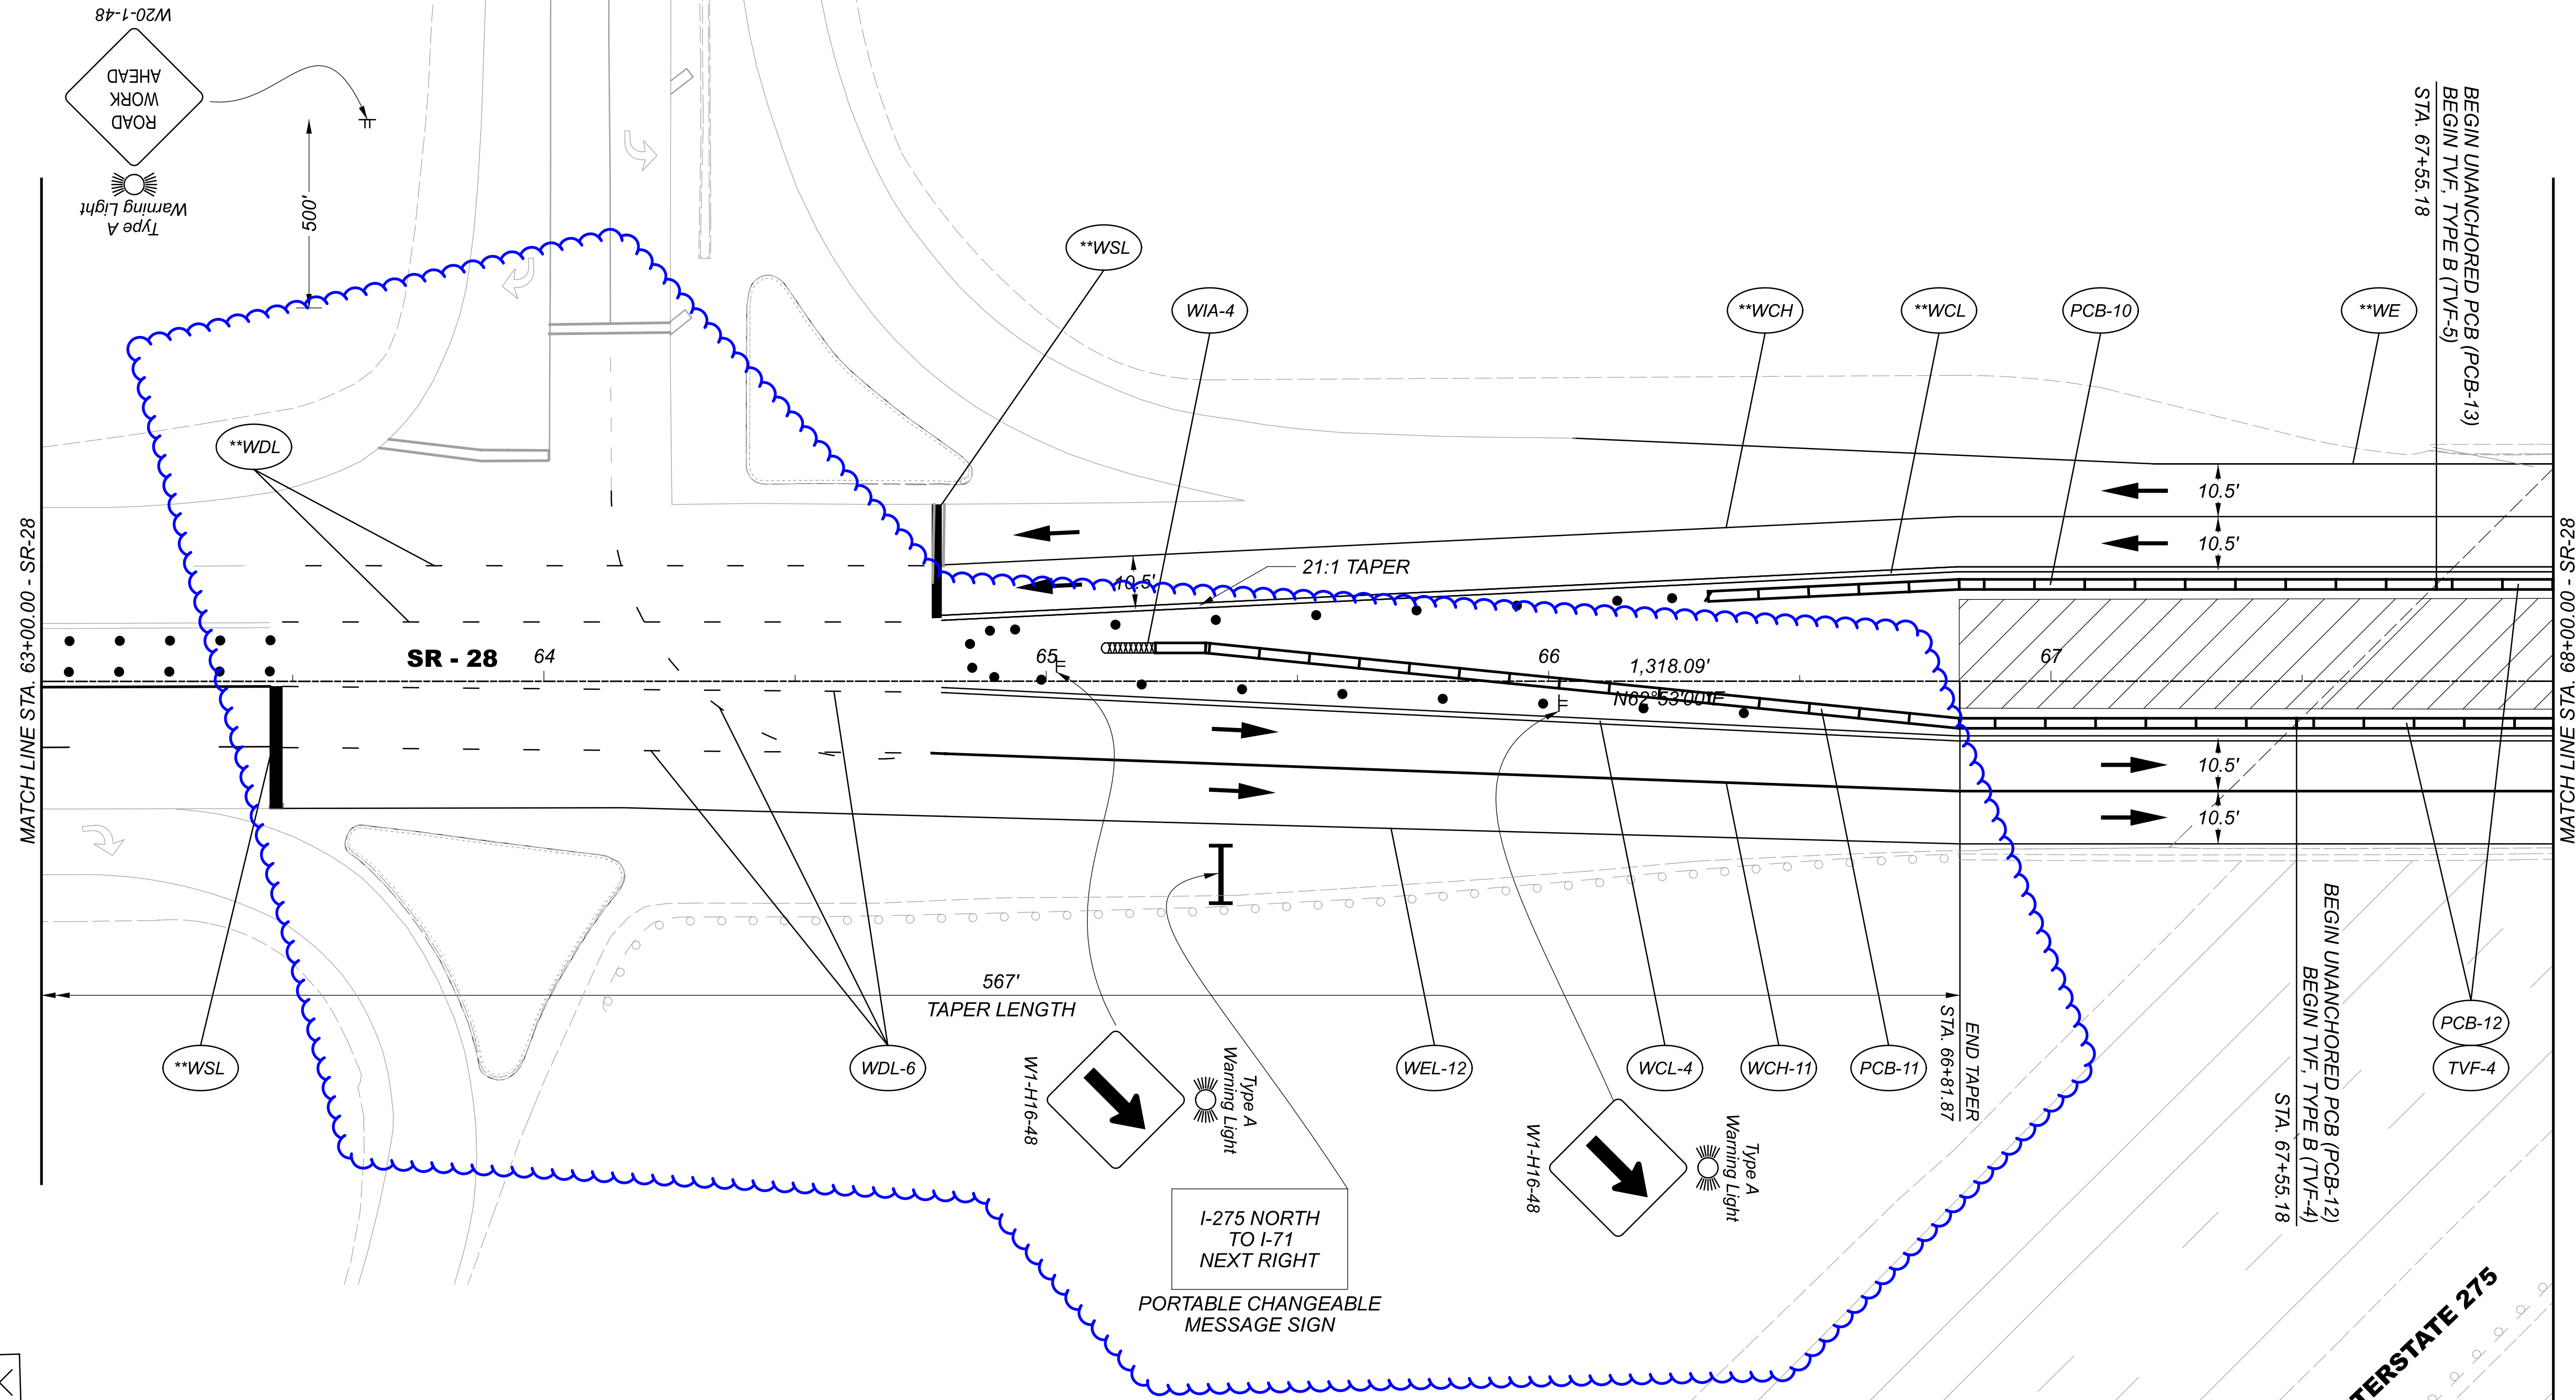 W20-1-48
ROAD
WORK
AHEAD
Type A
Warning Light
500'
**WSL
WIA-4
**WCH
**WCL
PCB-10
**WE
BEGIN UNANCHORED PCB (PCB-13)
BEGIN TVF, TYPE B (TVF-5)
STA. 67+55.18
**WDL
10.5'
10.5'
10.5'
21:1 TAPER
MATCH LINE STA. 63+00.00 - SR-28
MATCH LINE STA. 68+00.00 - SR-28
SR - 28
64
65
66
67
1,318.09'
N62°53'00"E
10.5'
10.5'
567'
TAPER LENGTH
**WSL
WDL-6
W1-H16-48
Type A
Warning Light
WEL-12
WCL-4
WCH-11
PCB-11
END TAPER
STA. 66+81.87
W1-H16-48
Type A
Warning Light
BEGIN UNANCHORED PCB (PCB-12)
BEGIN TVF, TYPE B (TVF-4)
STA. 67+55.18
PCB-12
TVF-4
I-275 NORTH
TO I-71
NEXT RIGHT
PORTABLE CHANGEABLE
MESSAGE SIGN
TERSTATE 275